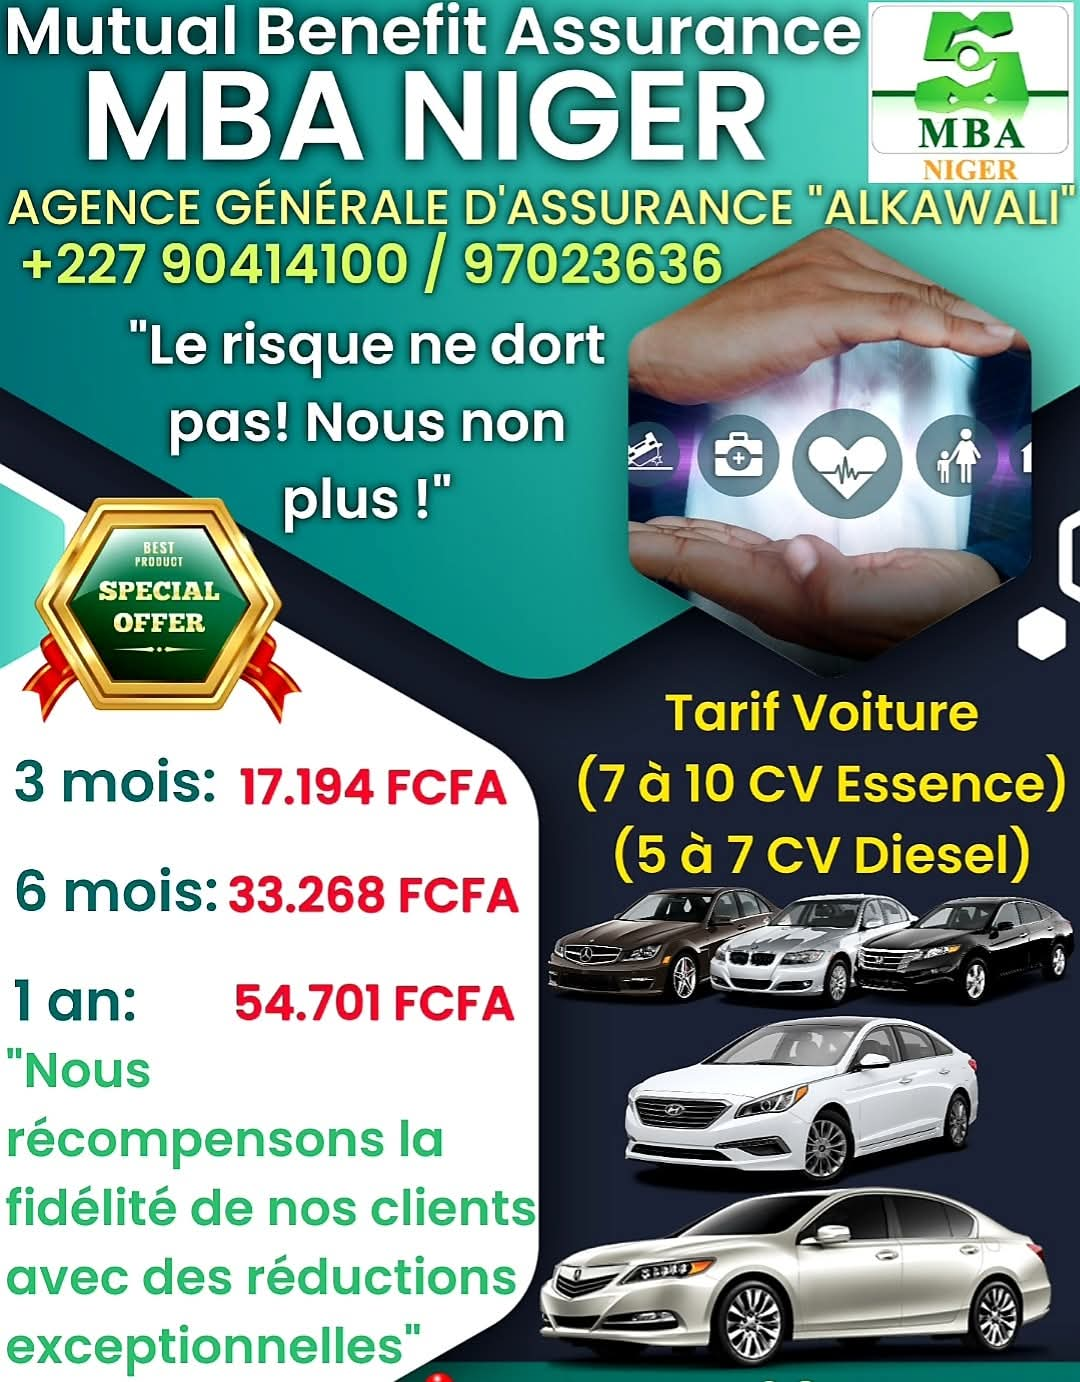 Mutual Benefit Assurance
MBA NIGER
MBA
NIGER
AGENCE GÉNÉRALE D'ASSURANCE "ALKAWALI"
+227 90414100 / 97023636
"Le risque ne dort
pas! Nous non
plus !"
BEST
PRODUCT
SPECIAL
OFFER
Tarif Voiture
(7 à 10 CV Essence)
(5 à 7 CV Diesel)
3 mois: 17.194 FCFA
6 mois: 33.268 FCFA
1 an: 54.701 FCFA
"Nous
récompensons la
fidélité de nos clients
avec des réductions
exceptionnelles"